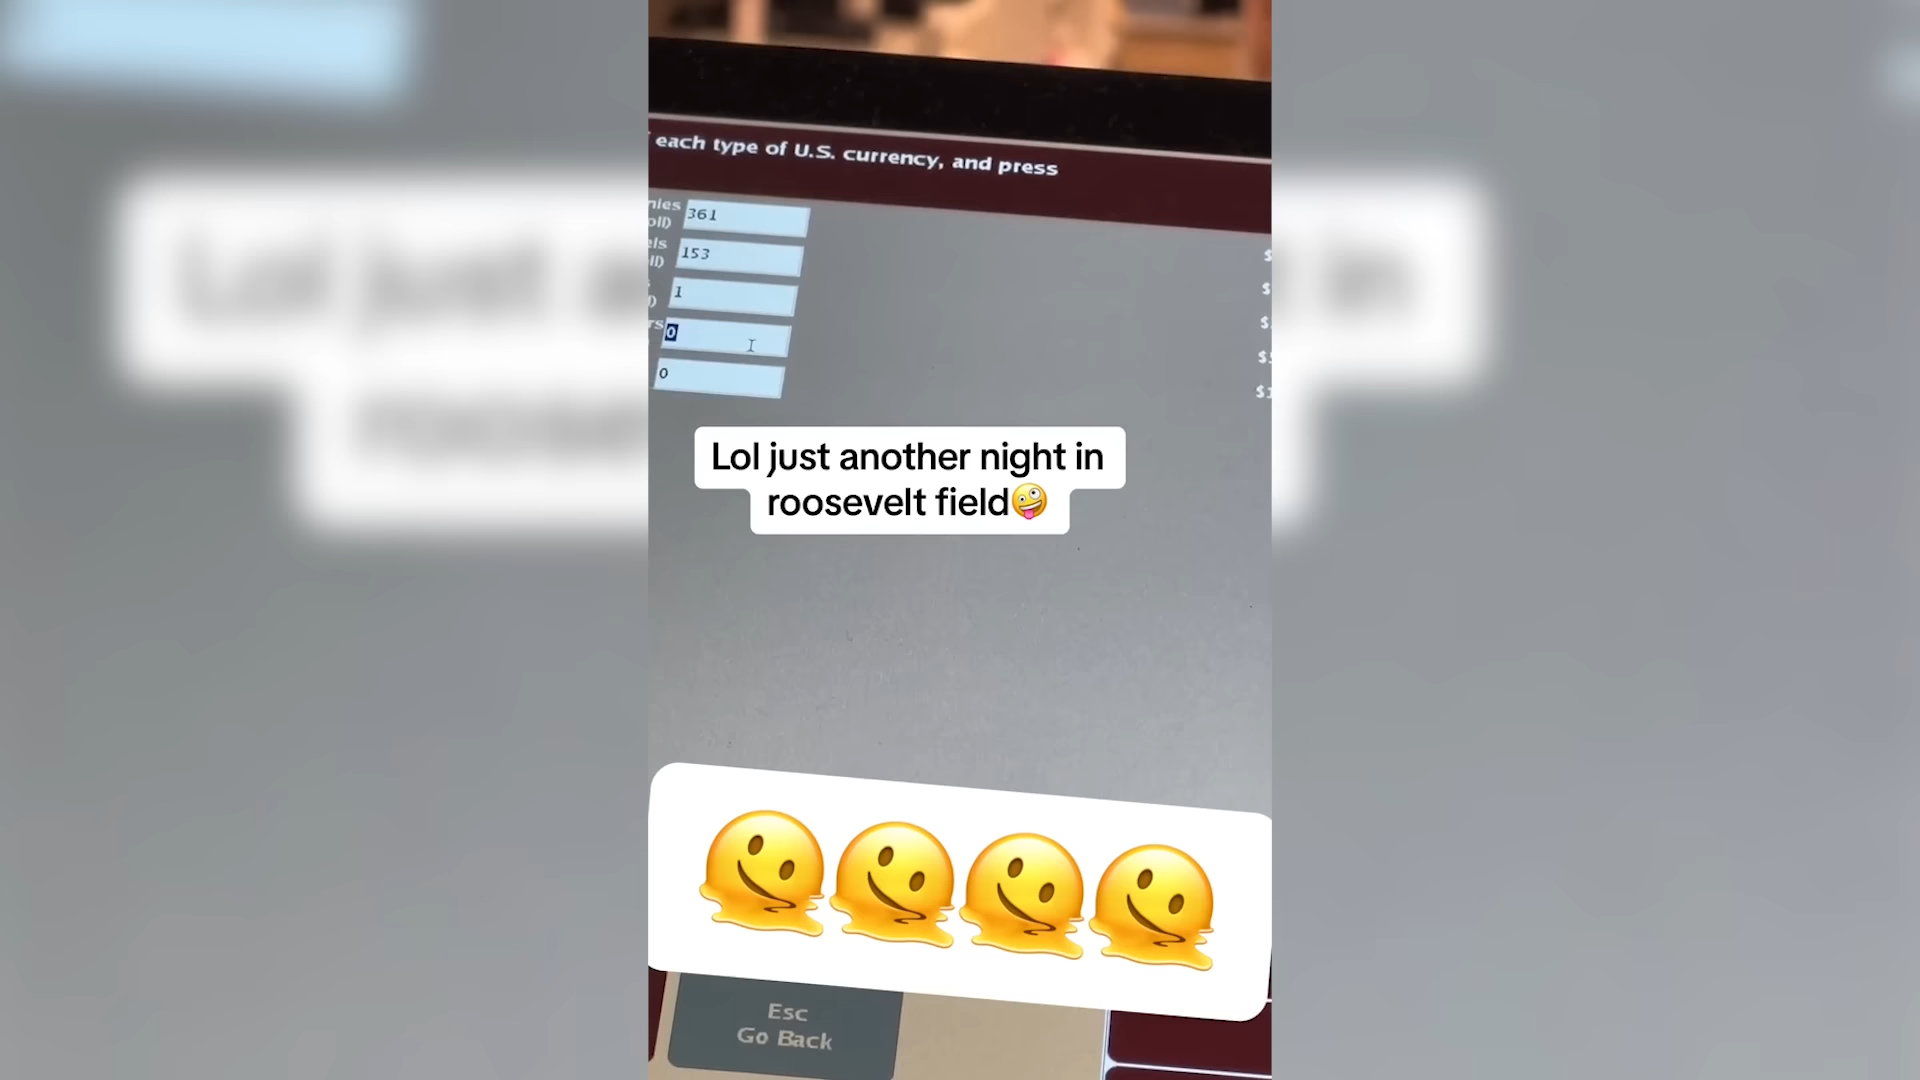 each type of U.S. currency, and press
361
153
1
0
0
$
$
$
$
Lol just another night in
roosevelt field🤪
🫠🫠🫠🫠
Esc
Go Back